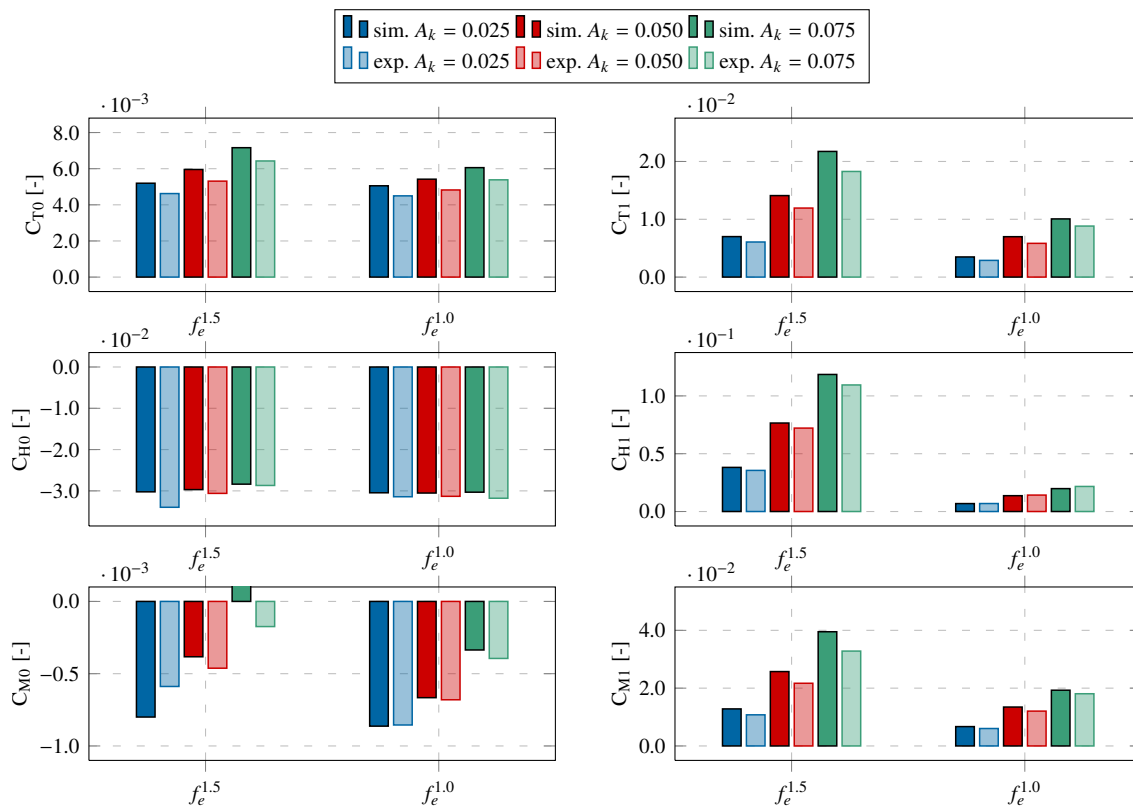 sim. A_k = 0.025 sim. A_k = 0.050 sim. A_k = 0.075
exp. A_k = 0.025 exp. A_k = 0.050 exp. A_k = 0.075
·10⁻³
8.0
6.0
4.0
2.0
0.0
C_T0 [-]
f_e^1.5 f_e^1.0
·10⁻²
2.0
1.0
0.0
C_T1 [-]
f_e^1.5 f_e^1.0
·10⁻²
0.0
−1.0
−2.0
−3.0
C_H0 [-]
f_e^1.5 f_e^1.0
·10⁻¹
1.0
0.5
0.0
C_H1 [-]
f_e^1.5 f_e^1.0
·10⁻³
0.0
−0.5
−1.0
C_M0 [-]
f_e^1.5 f_e^1.0
·10⁻²
4.0
2.0
0.0
C_M1 [-]
f_e^1.5 f_e^1.0